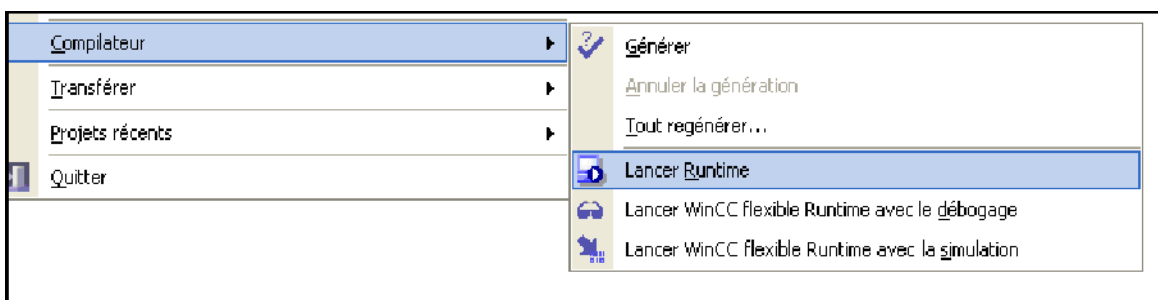 Compilateur
Transférer
Projets récents
Quitter
Générer
Annuler la génération
Tout regénérer...
Lancer Runtime
Lancer WinCC flexible Runtime avec le débogage
Lancer WinCC flexible Runtime avec la simulation